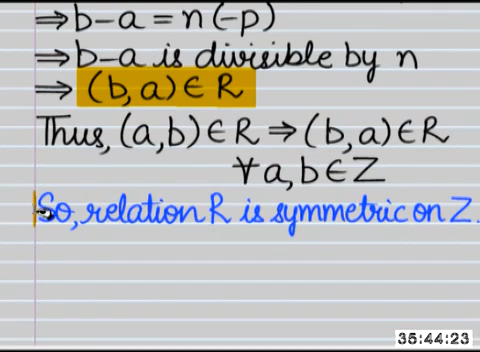 ⇒b-a = n(-p)
⇒b-a is divisible by n
⇒ (b,a)∈R
Thus, (a,b)∈R ⇒(b,a)∈R
∀a,b∈Z
So, relation R is symmetric on Z.
35:44:23